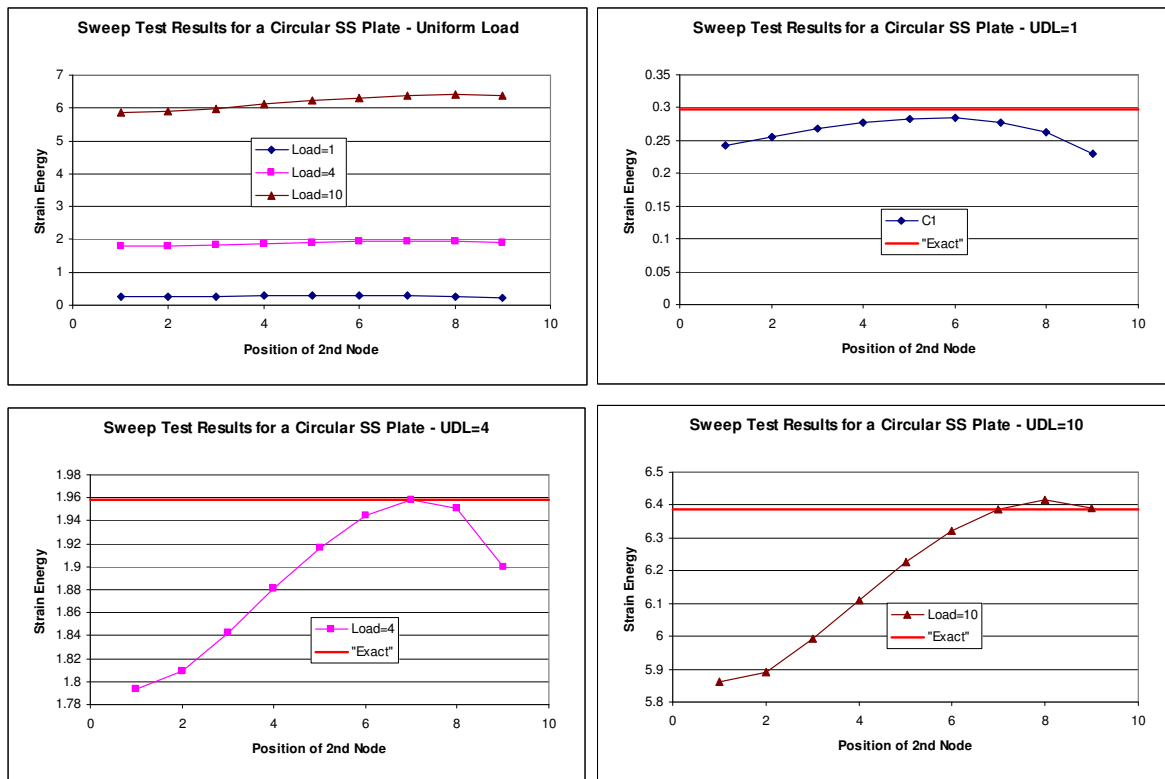 Sweep Test Results for a Circular SS Plate - Uniform Load
7
6
5
4
3
2
1
0
Strain Energy
Load=1
Load=4
Load=10
0 2 4 6 8 10
Position of 2nd Node
Sweep Test Results for a Circular SS Plate - UDL=1
0.35
0.3
0.25
0.2
0.15
0.1
0.05
0
Strain Energy
C1
"Exact"
0 2 4 6 8 10
Position of 2nd Node
Sweep Test Results for a Circular SS Plate - UDL=4
1.98
1.96
1.94
1.92
1.9
1.88
1.86
1.84
1.82
1.8
1.78
Strain Energy
Load=4
"Exact"
0 2 4 6 8 10
Position of 2nd Node
Sweep Test Results for a Circular SS Plate - UDL=10
6.5
6.4
6.3
6.2
6.1
6
5.9
5.8
Strain Energy
Load=10
"Exact"
0 2 4 6 8 10
Position of 2nd Node